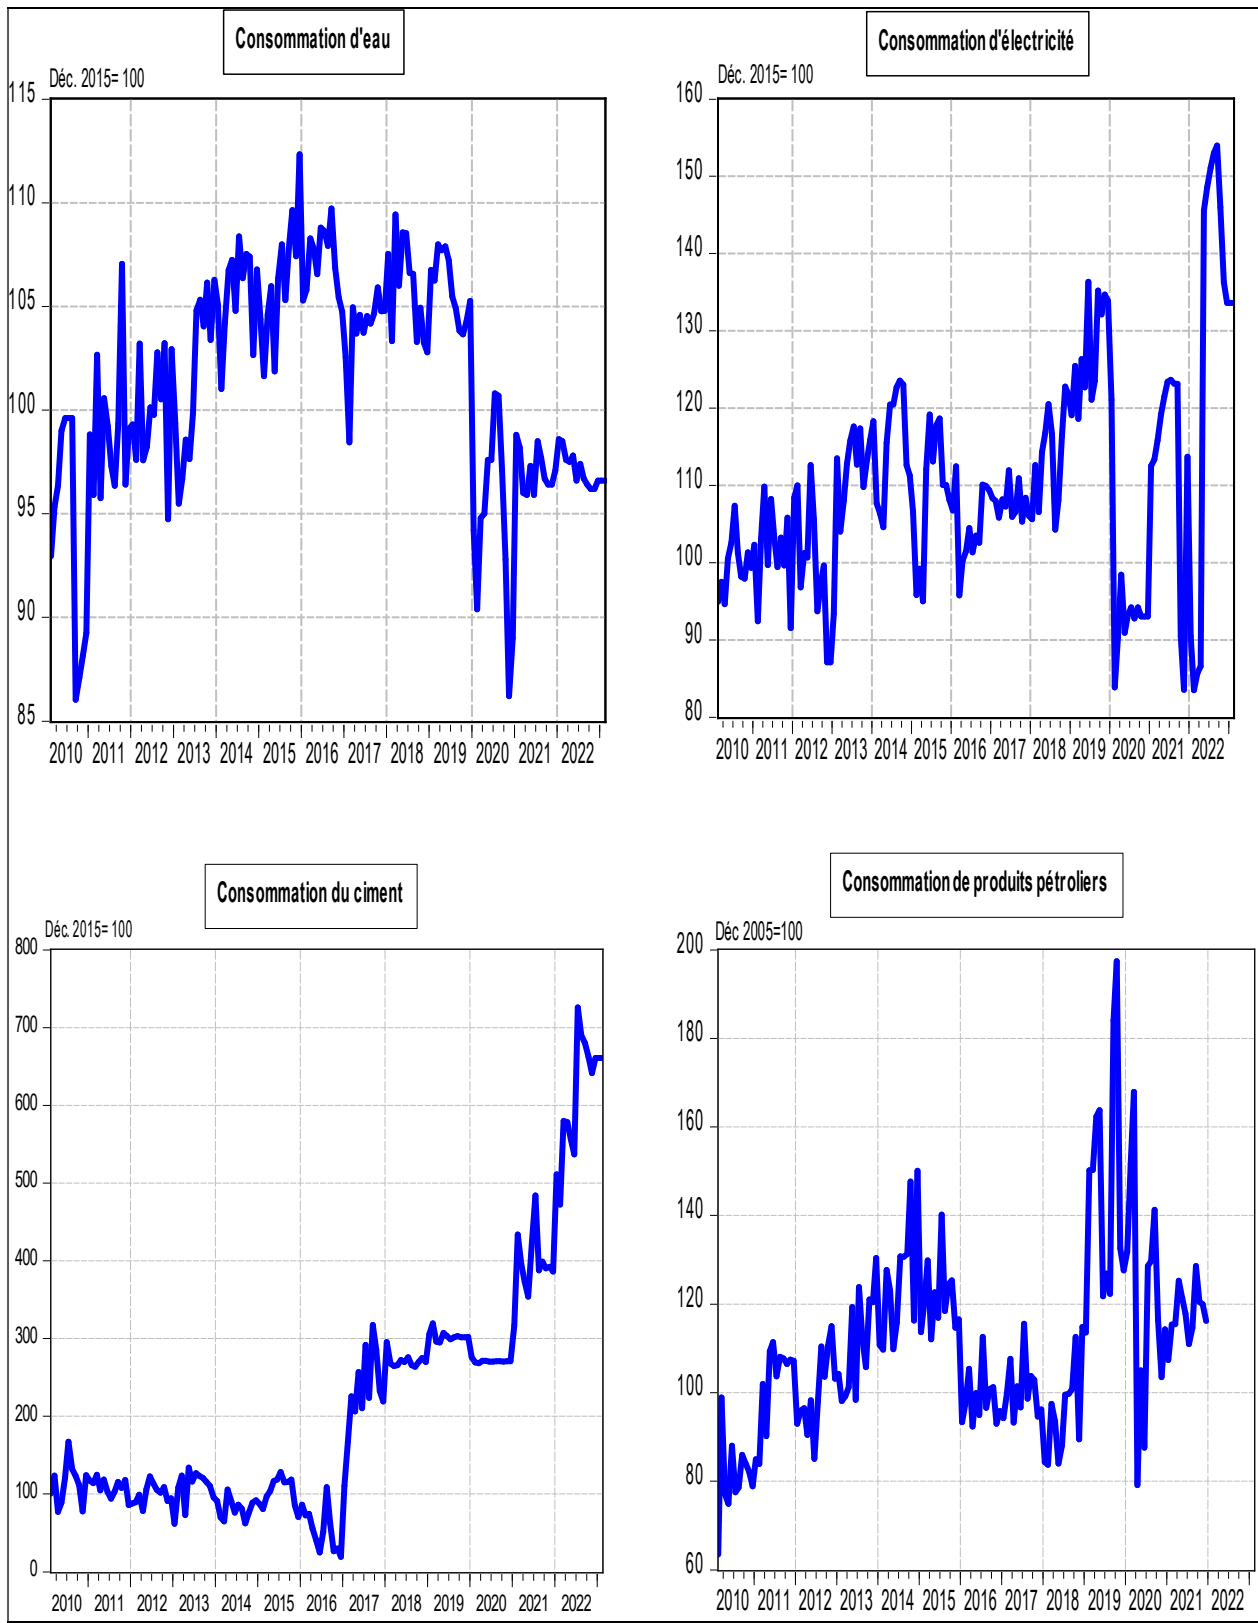 Consommation d'eau
Déc. 2015= 100
115
110
105
100
95
90
85
2010 2011 2012 2013 2014 2015 2016 2017 2018 2019 2020 2021 2022
Consommation d'électricité
Déc. 2015= 100
160
150
140
130
120
110
100
90
80
2010 2011 2012 2013 2014 2015 2016 2017 2018 2019 2020 2021 2022
Consommation du ciment
Déc. 2015= 100
800
700
600
500
400
300
200
100
0
2010 2011 2012 2013 2014 2015 2016 2017 2018 2019 2020 2021 2022
Consommation de produits pétroliers
Déc 2005=100
200
180
160
140
120
100
80
60
2010 2011 2012 2013 2014 2015 2016 2017 2018 2019 2020 2021 2022